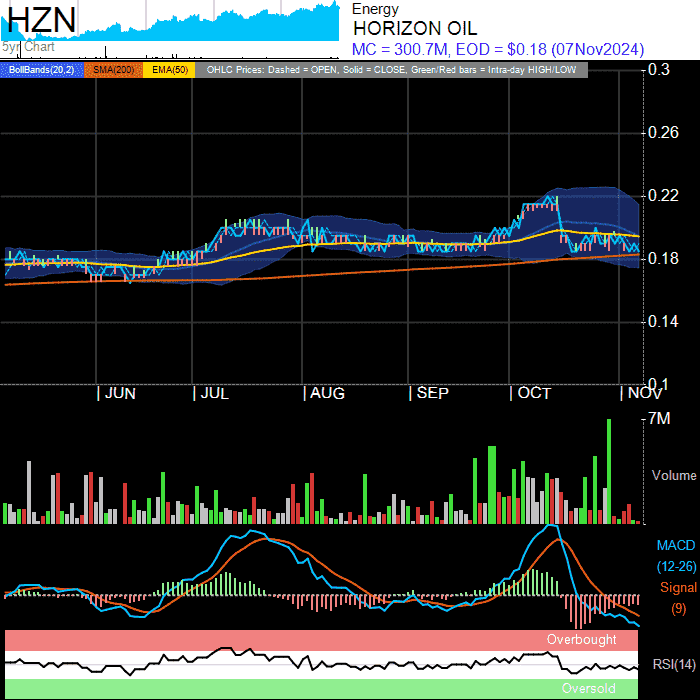 HZN
5yr Chart
Energy
HORIZON OIL
MC = 300.7M, EOD = $0.18 (07Nov2024)
BollBands(20,2) SMA(200) EMA(50) OHLC Prices: Dashed = OPEN, Solid = CLOSE, Green/Red bars = Intra-day HIGH/LOW
0.3
0.26
0.22
0.18
0.14
0.1
JUN JUL AUG SEP OCT NOV
7M
Volume
MACD
(12-26)
Signal
(9)
Overbought
RSI(14)
Oversold